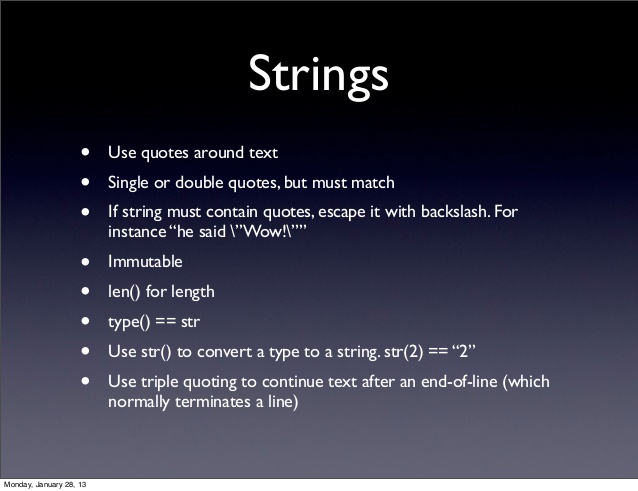 Strings
• Use quotes around text
• Single or double quotes, but must match
• If string must contain quotes, escape it with backslash. For
instance “he said \”Wow!\””
• Immutable
• len() for length
• type() == str
• Use str() to convert a type to a string. str(2) == “2”
• Use triple quoting to continue text after an end-of-line (which
normally terminates a line)
Monday, January 28, 13